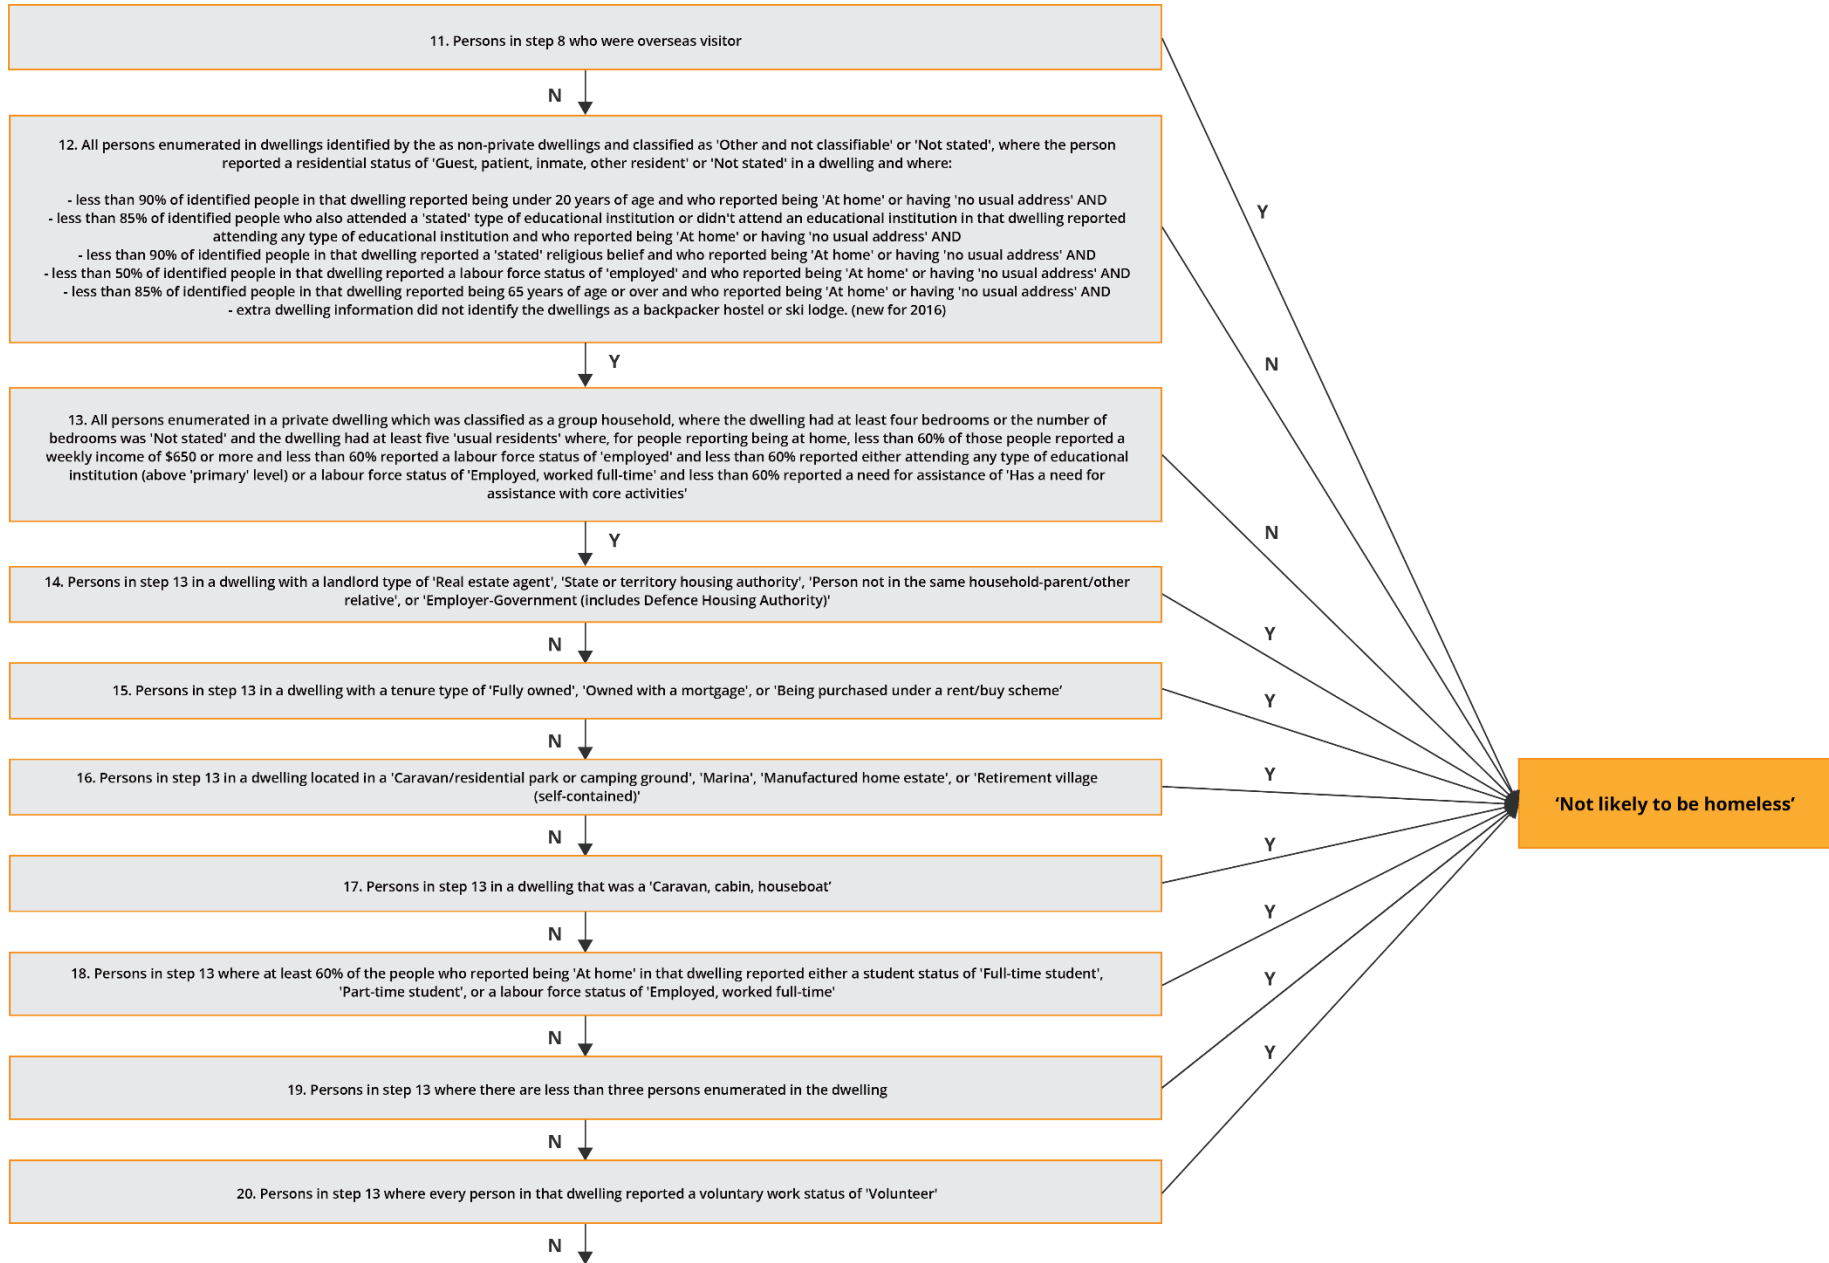 11. Persons in step 8 who were overseas visitor
N
12. All persons enumerated in dwellings identified by the as non-private dwellings and classified as 'Other and not classifiable' or 'Not stated', where the person
reported a residential status of 'Guest, patient, inmate, other resident' or 'Not stated' in a dwelling and where:
- less than 90% of identified people in that dwelling reported being under 20 years of age and who reported being 'At home' or having 'no usual address' AND
- less than 85% of identified people who also attended a 'stated' type of educational institution or didn't attend an educational institution in that dwelling reported
attending any type of educational institution and who reported being 'At home' or having 'no usual address' AND
- less than 90% of identified people in that dwelling reported a 'stated' religious belief and who reported being 'At home' or having 'no usual address' AND
- less than 50% of identified people in that dwelling reported a labour force status of 'employed' and who reported being 'At home' or having 'no usual address' AND
- less than 85% of identified people in that dwelling reported being 65 years of age or over and who reported being 'At home' or having 'no usual address' AND
- extra dwelling information did not identify the dwellings as a backpacker hostel or ski lodge. (new for 2016)
Y
13. All persons enumerated in a private dwelling which was classified as a group household, where the dwelling had at least four bedrooms or the number of
bedrooms was 'Not stated' and the dwelling had at least five 'usual residents' where, for people reporting being at home, less than 60% of those people reported a
weekly income of $650 or more and less than 60% reported a labour force status of 'employed' and less than 60% reported either attending any type of educational
institution (above 'primary' level) or a labour force status of 'Employed, worked full-time' and less than 60% reported a need for assistance of 'Has a need for
assistance with core activities'
Y
14. Persons in step 13 in a dwelling with a landlord type of 'Real estate agent', 'State or territory housing authority', 'Person not in the same household-parent/other
relative', or 'Employer-Government (includes Defence Housing Authority)'
N
15. Persons in step 13 in a dwelling with a tenure type of 'Fully owned', 'Owned with a mortgage', or 'Being purchased under a rent/buy scheme’
N
16. Persons in step 13 in a dwelling located in a 'Caravan/residential park or camping ground', 'Marina', 'Manufactured home estate', or 'Retirement village
(self-contained)'
N
17. Persons in step 13 in a dwelling that was a 'Caravan, cabin, houseboat’
N
18. Persons in step 13 where at least 60% of the people who reported being 'At home' in that dwelling reported either a student status of 'Full-time student',
'Part-time student', or a labour force status of 'Employed, worked full-time'
N
19. Persons in step 13 where there are less than three persons enumerated in the dwelling
N
20. Persons in step 13 where every person in that dwelling reported a voluntary work status of 'Volunteer'
N
Y
N
N
Y
Y
Y
Y
Y
Y
Y
‘Not likely to be homeless’